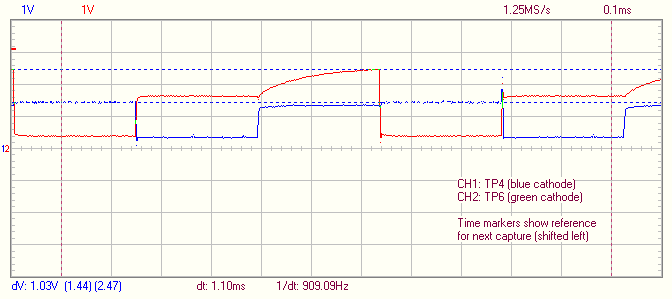 1V 1V 1.25MS/s 0.1ms
12
CH1: TP4 (blue cathode)
CH2: TP6 (green cathode)
Time markers show reference
for next capture (shifted left)
dV: 1.03V (1.44) (2.47) dt: 1.10ms 1/dt: 909.09Hz